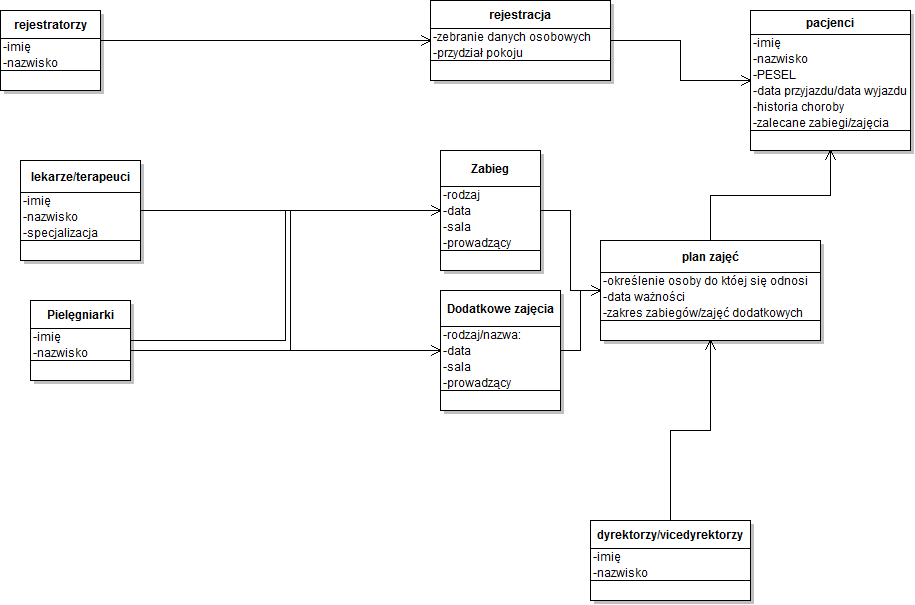 rejestratorzy
-imię
-nazwisko
rejestracja
-zebranie danych osobowych
-przydział pokoju
pacjenci
-imię
-nazwisko
-PESEL
-data przyjazdu/data wyjazdu
-historia choroby
-zalecane zabiegi/zajęcia
lekarze/terapeuci
-imię
-nazwisko
-specjalizacja
Zabieg
-rodzaj
-data
-sala
-prowadzący
Pielęgniarki
-imię
-nazwisko
Dodatkowe zajęcia
-rodzaj/nazwa:
-data
-sala
-prowadzący
plan zajęć
-określenie osoby do któej się odnosi
-data ważności
-zakres zabiegów/zajęć dodatkowych
dyrektorzy/vicedyrektorzy
-imię
-nazwisko